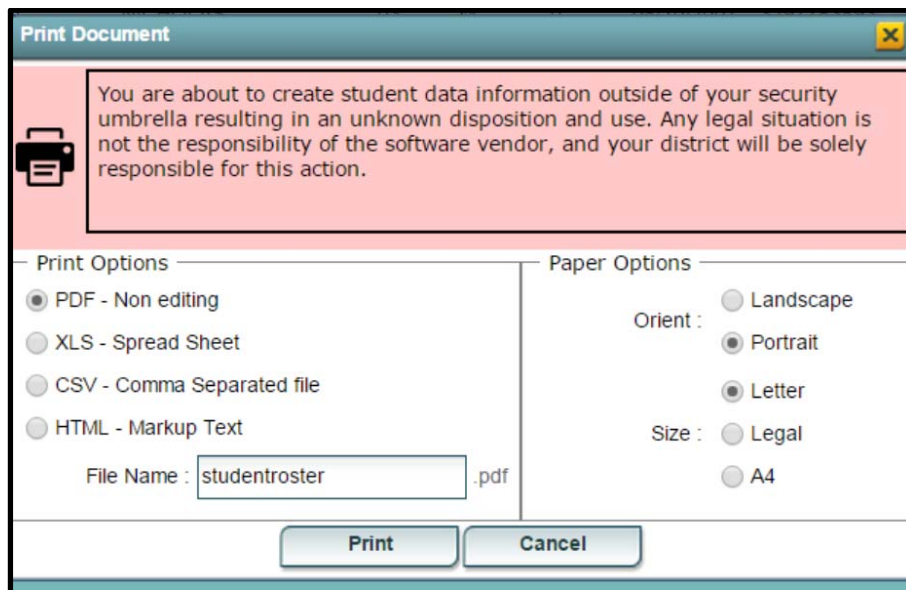 Print Document
You are about to create student data information outside of your security
umbrella resulting in an unknown disposition and use. Any legal situation is
not the responsibility of the software vendor, and your district will be solely
responsible for this action.
Print Options
PDF - Non editing
XLS - Spread Sheet
CSV - Comma Separated file
HTML - Markup Text
File Name : studentroster .pdf
Paper Options
Orient :
Landscape
Portrait
Size :
Letter
Legal
A4
Print
Cancel